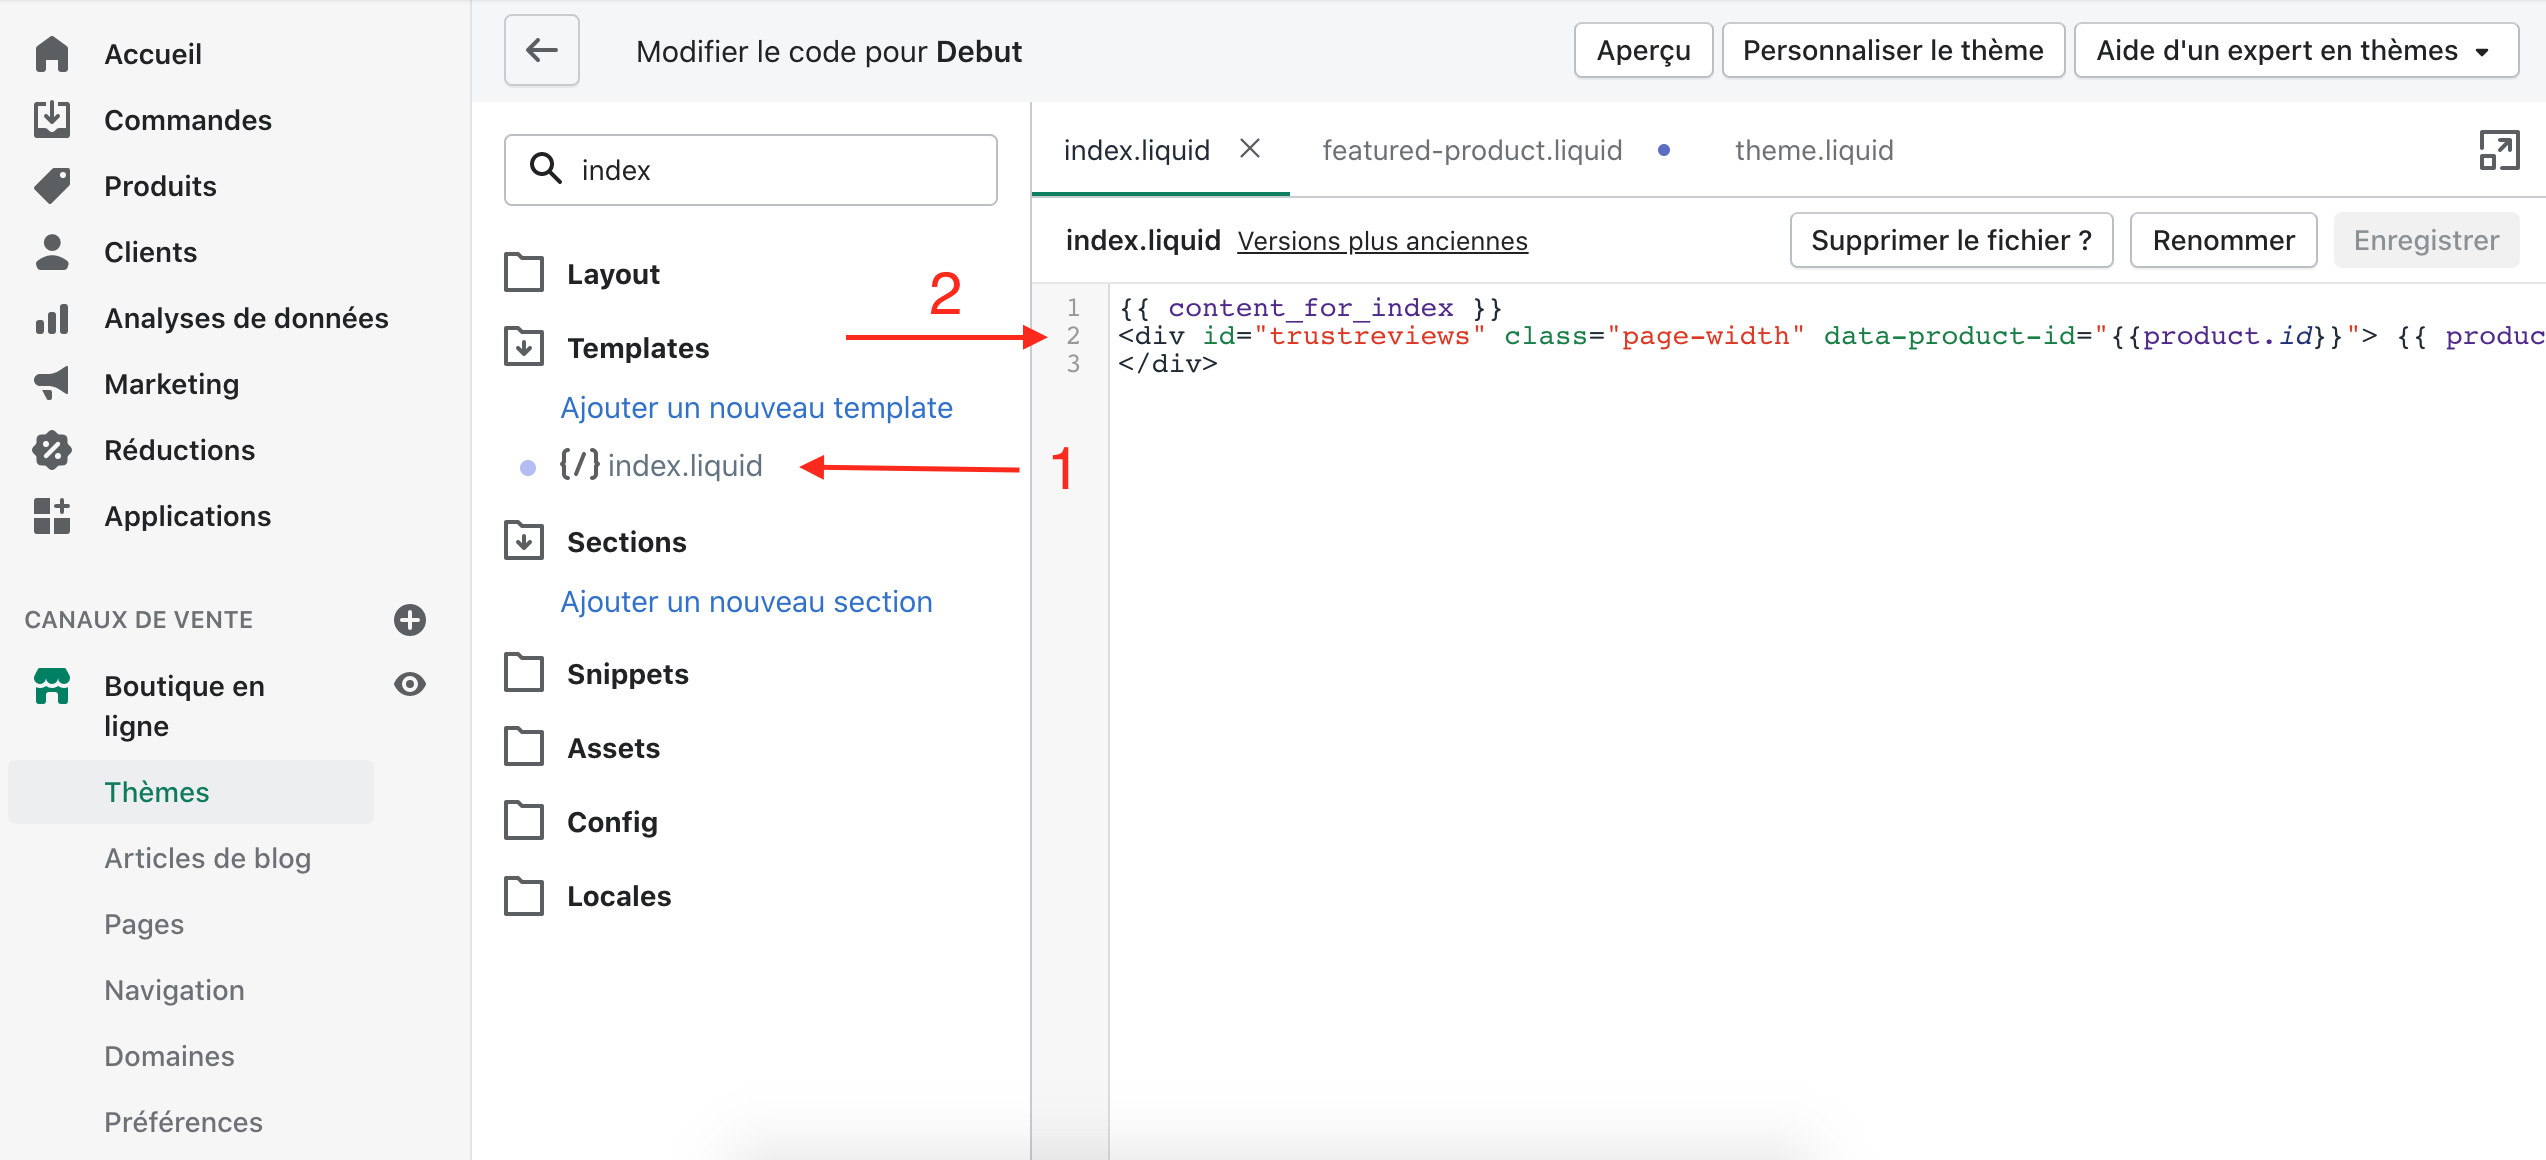 Accueil
Commandes
Produits
Clients
Analyses de données
Marketing
Réductions
Applications
CANAUX DE VENTE
Boutique en
ligne
Thèmes
Articles de blog
Pages
Navigation
Domaines
Préférences
Modifier le code pour Debut
Aperçu
Personnaliser le thème
Aide d'un expert en thèmes
index
Layout
Templates
Ajouter un nouveau template
{/} index.liquid
Sections
Ajouter un nouveau section
Snippets
Assets
Config
Locales
2
1
index.liquid
featured-product.liquid
theme.liquid
index.liquid Versions plus anciennes
Supprimer le fichier ?
Renommer
Enregistrer
1 {{ content_for_index }}
2 <div id="trustreviews" class="page-width" data-product-id="{{product.id}}"> {{ produc
3 </div>